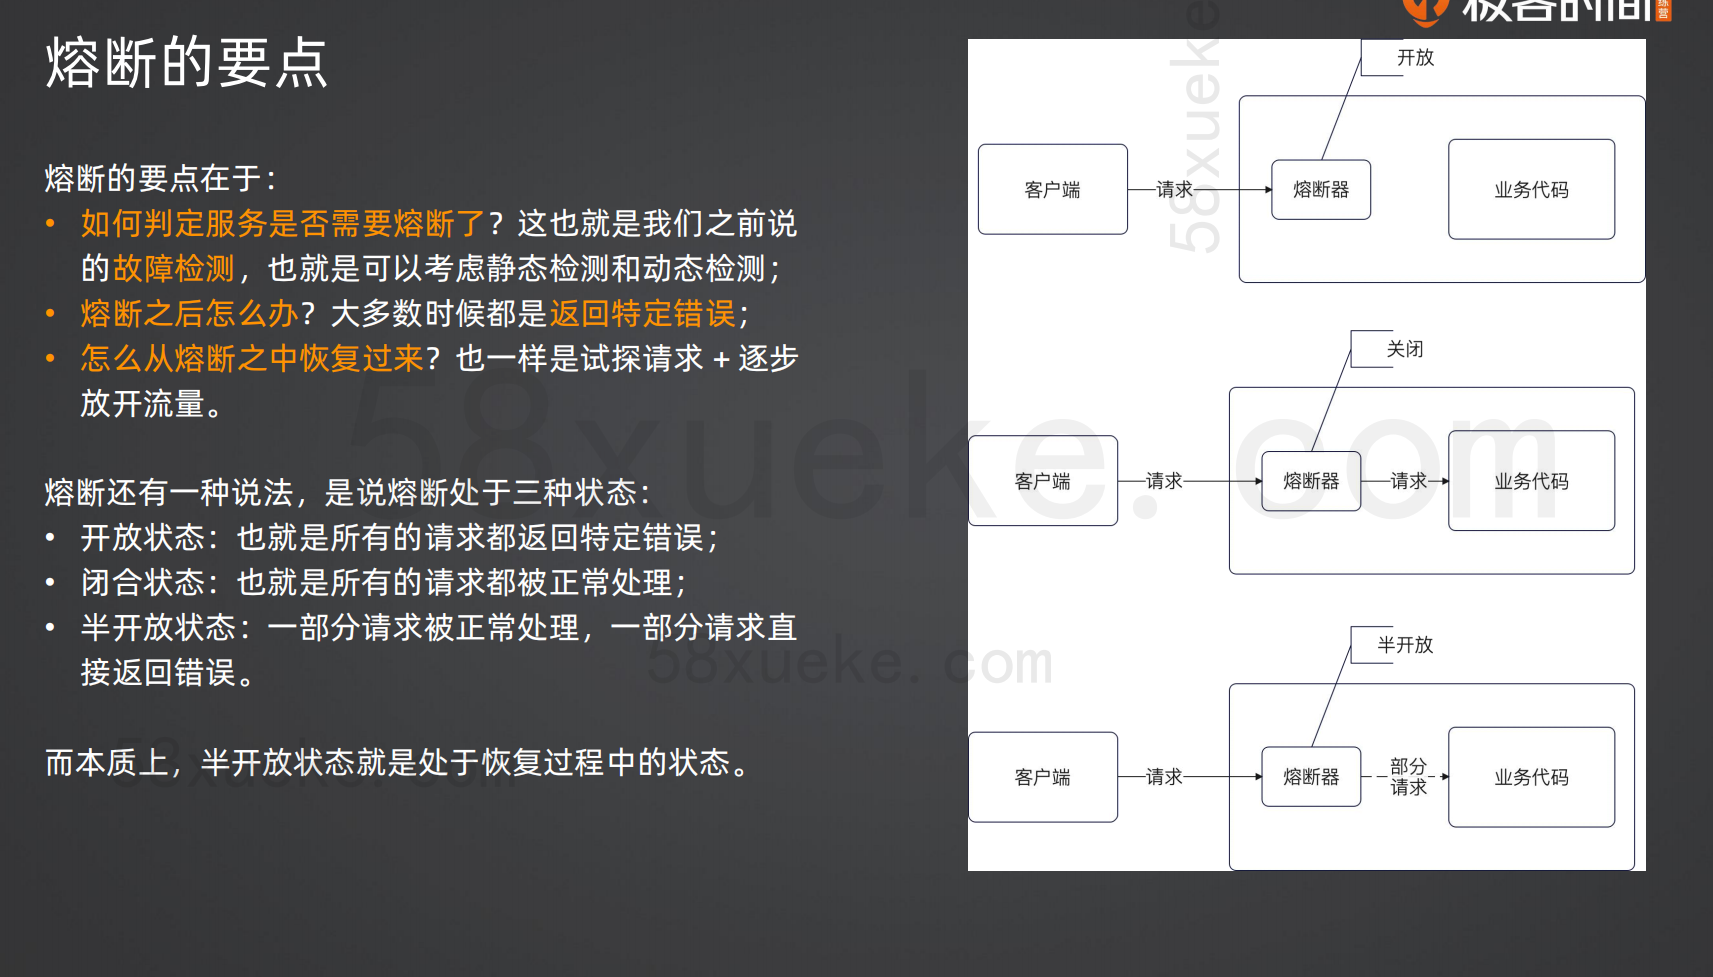 极客时间
训练营
熔断的要点
熔断的要点在于：
• 如何判定服务是否需要熔断了？这也就是我们之前说
的故障检测，也就是可以考虑静态检测和动态检测；
• 熔断之后怎么办？大多数时候都是返回特定错误；
• 怎么从熔断之中恢复过来？也一样是试探请求 + 逐步
放开流量。
熔断还有一种说法，是说熔断处于三种状态：
• 开放状态：也就是所有的请求都返回特定错误；
• 闭合状态：也就是所有的请求都被正常处理；
• 半开放状态：一部分请求被正常处理，一部分请求直
接返回错误。
而本质上，半开放状态就是处于恢复过程中的状态。
开放
客户端
请求
熔断器
业务代码
关闭
客户端
请求
熔断器
请求
业务代码
半开放
客户端
请求
熔断器
部分
请求
业务代码
58xueke
58xueke.com
58xueke.com
58xueke.com